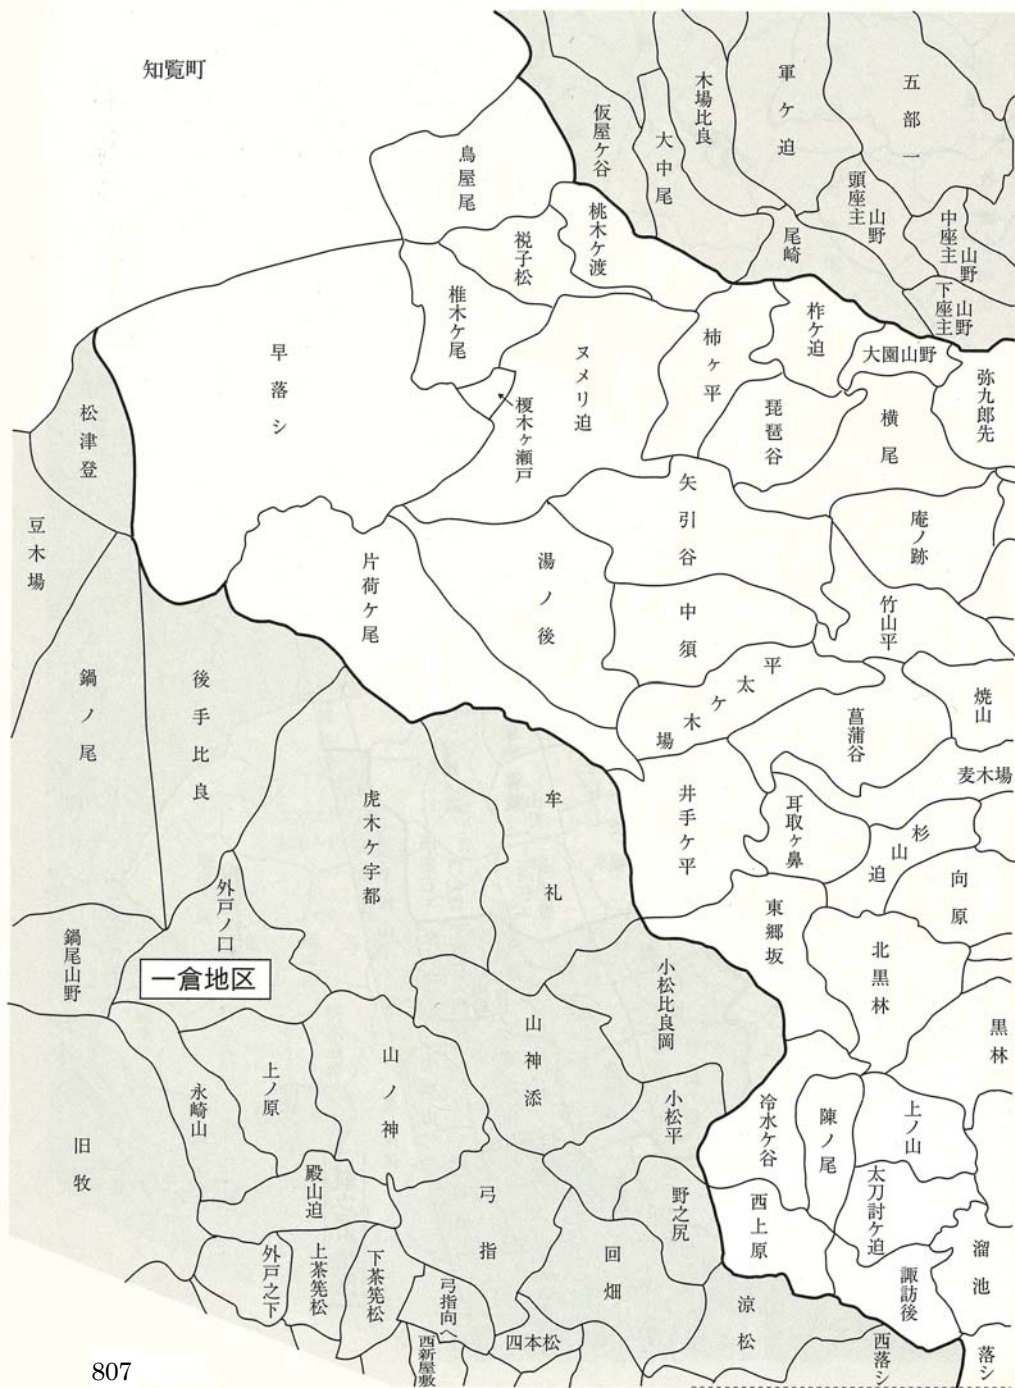 知覧町
五部一
軍ケ迫
木場比良
大中尾
仮屋ケ谷
頭座主山野
中座主山野
下座主山野
尾崎
鳥屋尾
桃木ケ渡
椎木ケ尾
早落シ
ヌメリ迫
榎木ヶ瀬戸
柿ヶ平
柞ケ迫
大園山野
弥九郎先
琵琶谷
横尾
松津登
豆木場
片荷ケ尾
湯ノ後
矢引谷
庵ノ跡
中須
竹山平
平太ケ木場
菖蒲谷
焼山
麦木場
鍋ノ尾
後手比良
虎木ケ宇都
牟礼
井手ケ平
耳取ヶ鼻
杉山迫
向原
外戸ノ口
鍋尾山野
一倉地区
東郷坂
北黒林
黒林
小松比良岡
山神添
山ノ神
上ノ原
永崎山
旧牧
小松平
冷水ケ谷
陳ノ尾
上ノ山
太刀討ケ迫
殿山迫
弓指
野之尻
西上原
回畑
溜池
諏訪後
外戸之下
上茶筅松
下茶筅松
弓指向ヘ
四本松
西新屋敷
涼松
西落シ
落シ
807